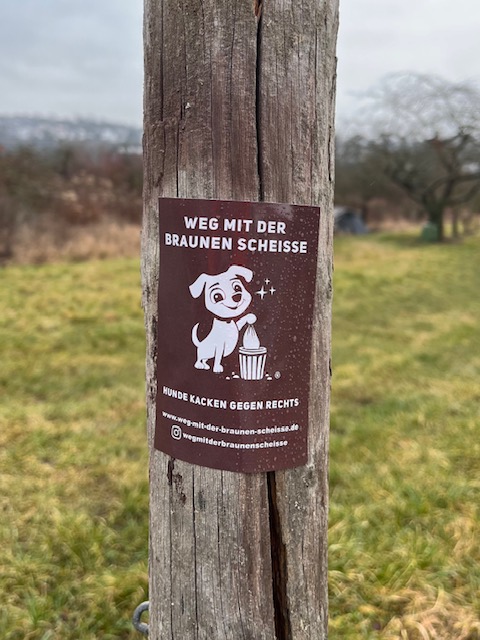 WEG MIT DER
BRAUNEN SCHEISSE
®
HUNDE KACKEN GEGEN RECHTS
www.weg-mit-der-braunen-scheisse.de
wegmitderbraunenscheisse